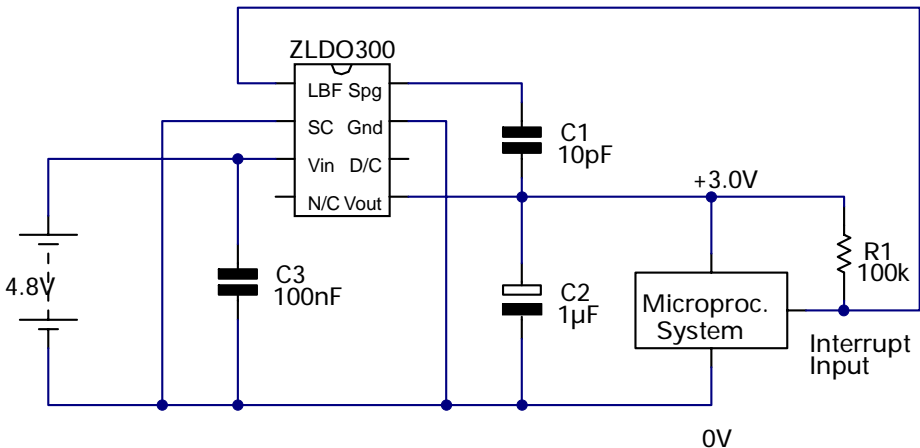 ZLDO300
LBF Spg
SC Gnd
Vin D/C
N/C Vout
C1
10pF
+3.0V
4.8V
C3
100nF
C2
1µF
R1
100k
Microproc.
System
Interrupt
Input
0V